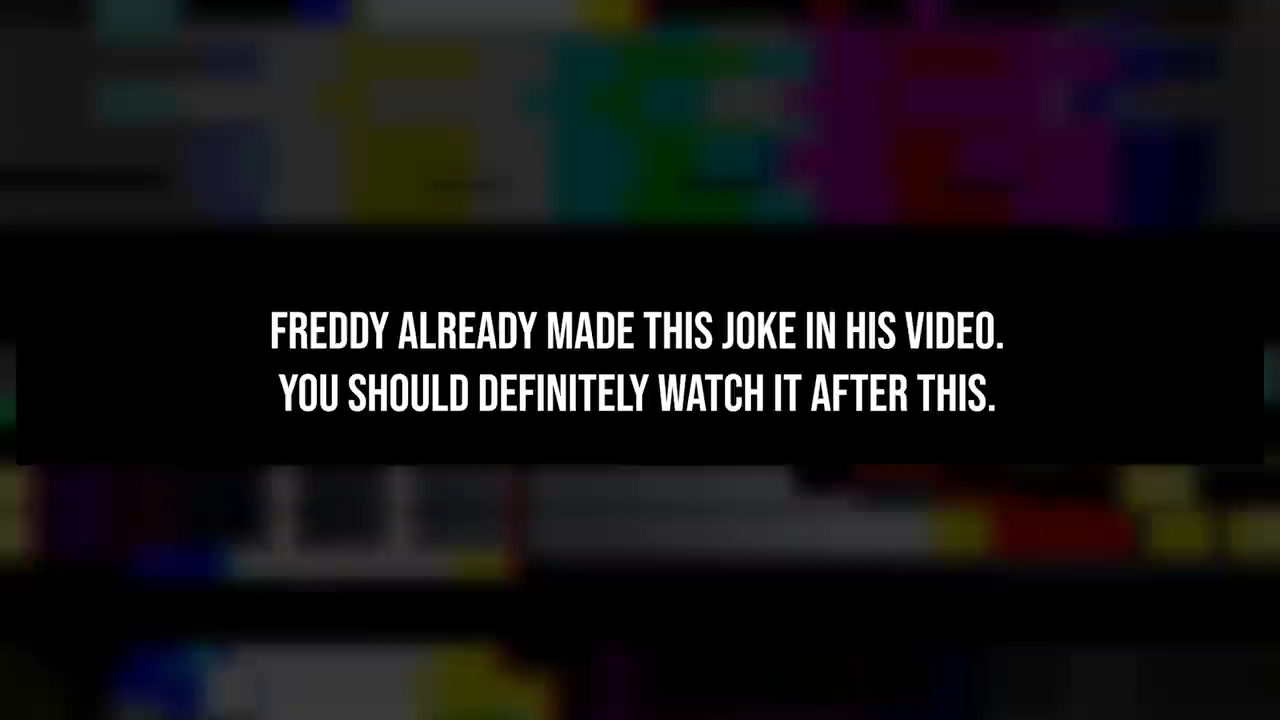 FREDDY ALREADY MADE THIS JOKE IN HIS VIDEO.
YOU SHOULD DEFINITELY WATCH IT AFTER THIS.